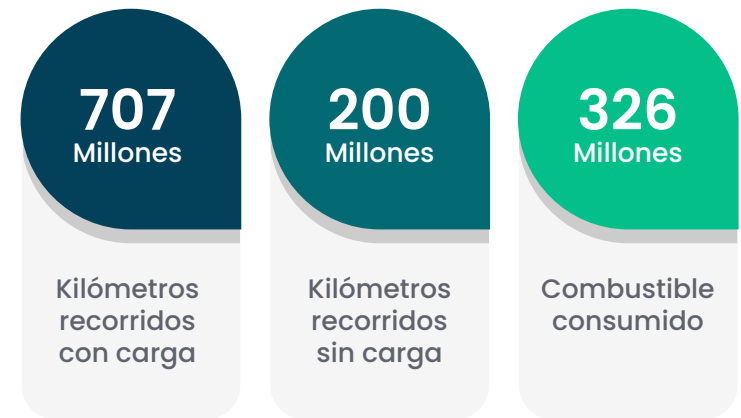 707
Millones
Kilómetros
recorridos
con carga
200
Millones
Kilómetros
recorridos
sin carga
326
Millones
Combustible
consumido